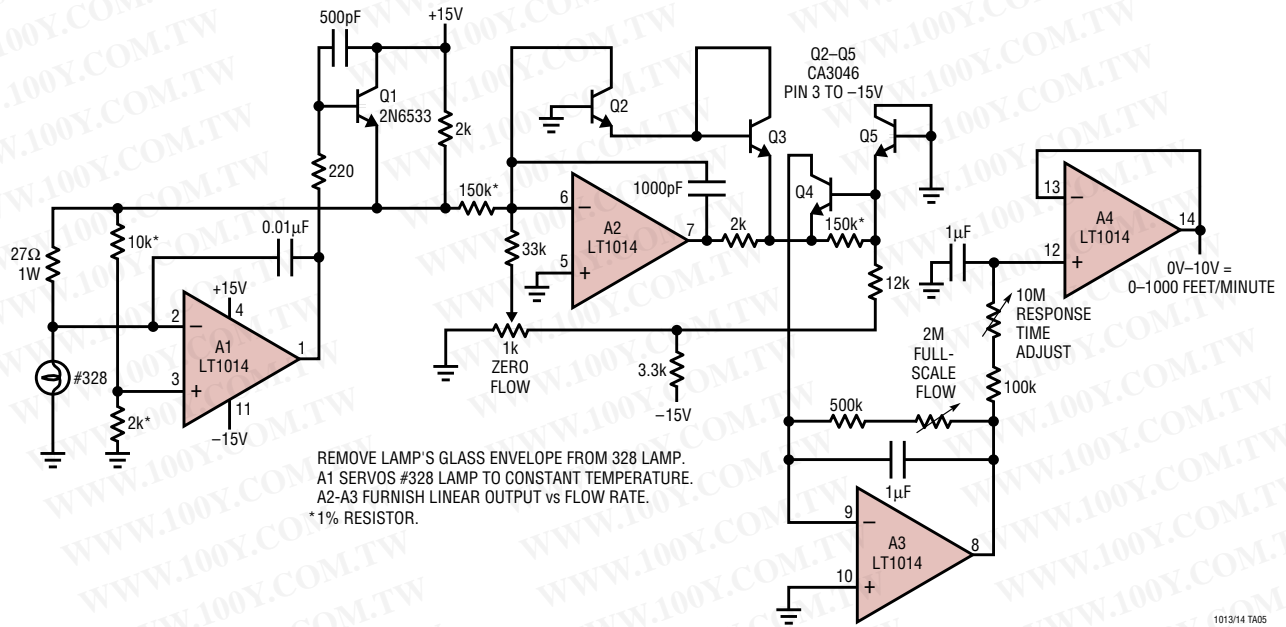 500pF
+15V
Q1
2N6533
2k
220
150k*
Q2
Q2–Q5
CA3046
PIN 3 TO –15V
Q3
Q5
Q4
1000pF
27Ω
1W
10k*
0.01µF
+15V
2
4
A1
LT1014
1
3
11
–15V
#328
2k*
6
A2
LT1014
7
5
33k
2k
150k*
12k
1k
ZERO
FLOW
3.3k
–15V
1µF
13
A4
LT1014
14
12
0V–10V =
0–1000 FEET/MINUTE
10M
RESPONSE
TIME
ADJUST
2M
FULL-
SCALE
FLOW
100k
500k
1µF
9
A3
LT1014
8
10
REMOVE LAMP'S GLASS ENVELOPE FROM 328 LAMP.
A1 SERVOS #328 LAMP TO CONSTANT TEMPERATURE.
A2-A3 FURNISH LINEAR OUTPUT vs FLOW RATE.
*1% RESISTOR.
1013/14 TA05
WWW.100Y.COM.TW